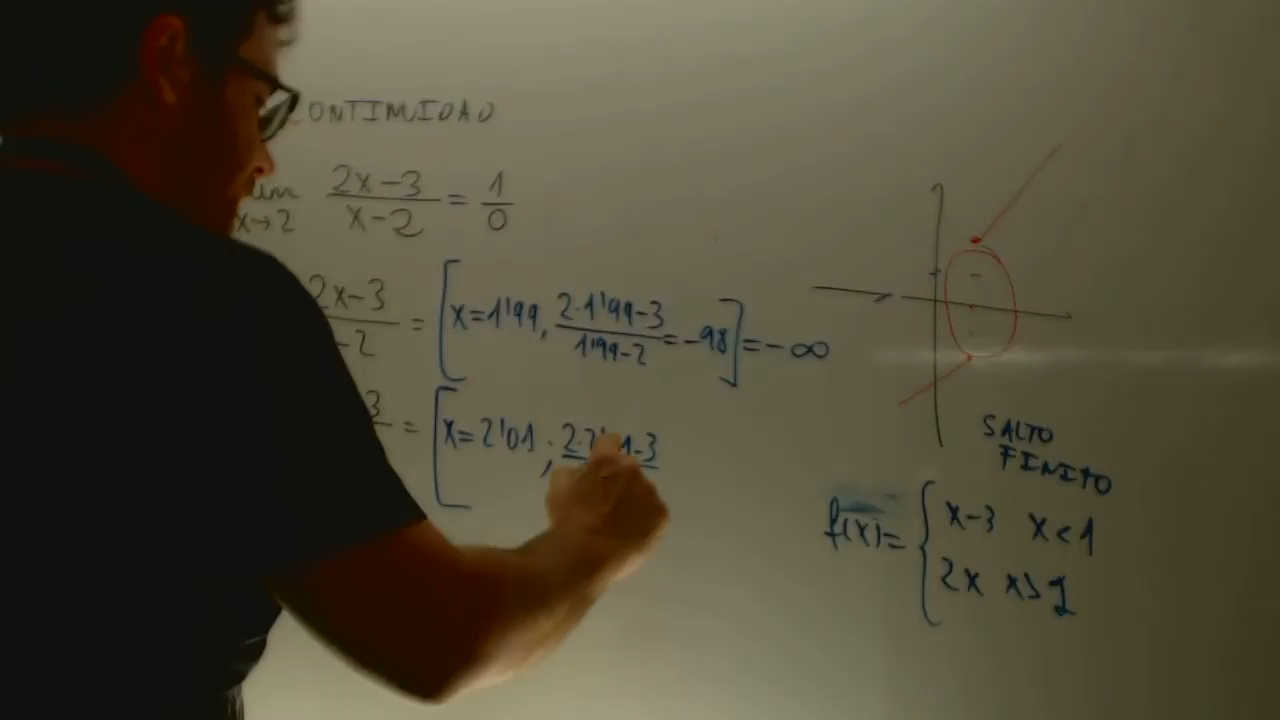 CONTINUIDAD
lim x→2 2x-3/x-2 = 1/0
2x-3/-2 = [x=1'99, 2·1'99-3/1'99-2 = -98] = -∞
3 = [x=2'01; 2·2' 1-3
SALTO
FINITO
f(x)= { x-3 x<1
2x x≥1